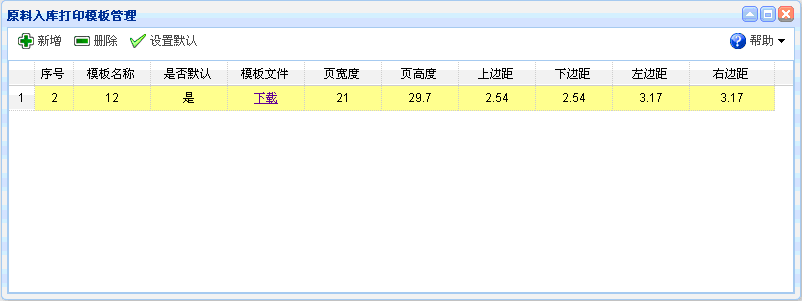 原料入库打印模板管理
新增 删除 设置默认 帮助
序号 模板名称 是否默认 模板文件 页宽度 页高度 上边距 下边距 左边距 右边距
1 2 12 是 下载 21 29.7 2.54 2.54 3.17 3.17